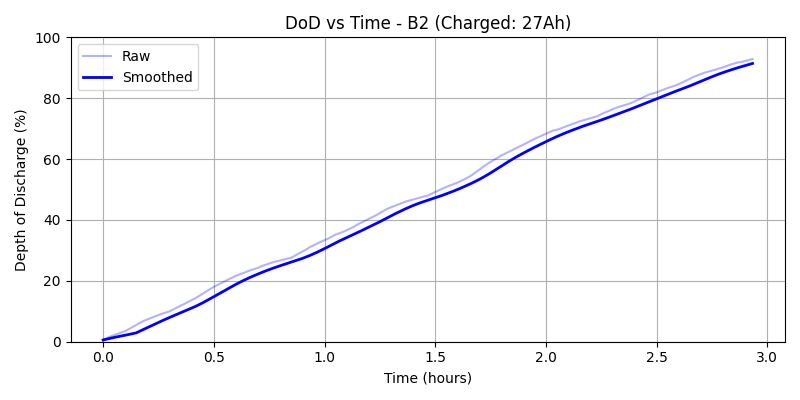 DoD vs Time - B2 (Charged: 27Ah)
Raw
Smoothed
Depth of Discharge (%)
100
80
60
40
20
0
0.0 0.5 1.0 1.5 2.0 2.5 3.0
Time (hours)